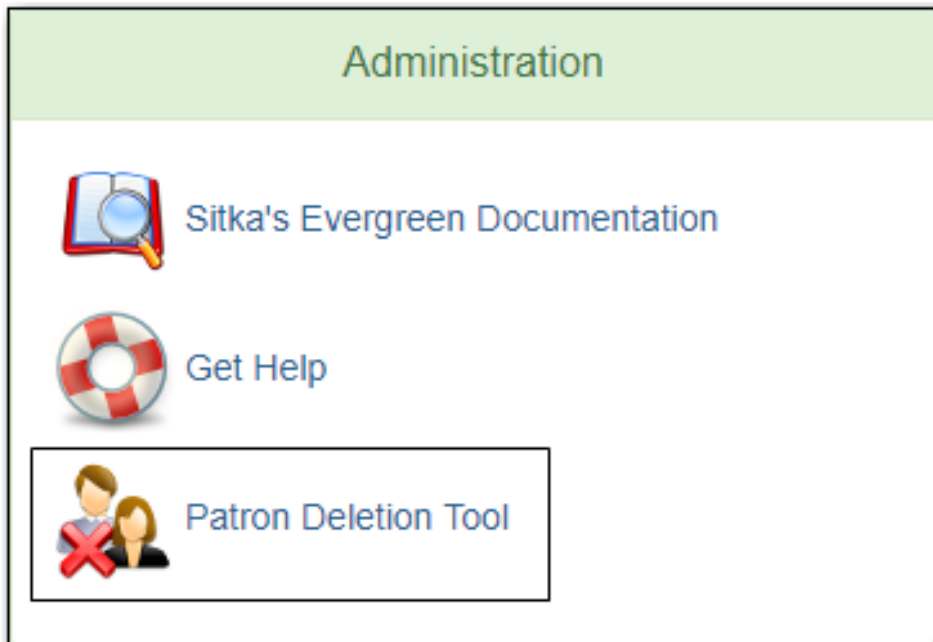 Administration
Sitka's Evergreen Documentation
Get Help
Patron Deletion Tool